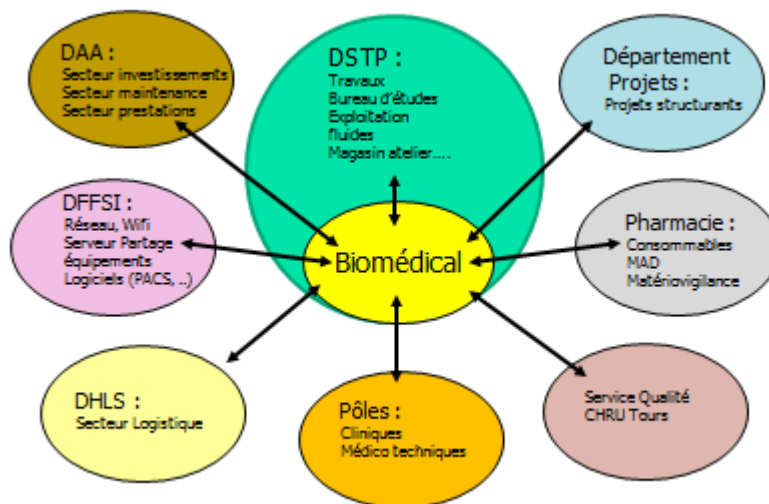 DAA :
Secteur investissements
Secteur maintenance
Secteur prestations
DSTP :
Travaux
Bureau d'études
Exploitation
fluides
Magasin atelier....
Département
Projets :
Projets structurants
DFFSI :
Réseau, Wifi
Serveur Partage
équipements
Logiciels (PACS, ..)
Biomédical
Pharmacie :
Consommables
MAD
Matériovigilance
DHLS :
Secteur Logistique
Pôles :
Cliniques
Médico techniques
Service Qualité
CHRU Tours